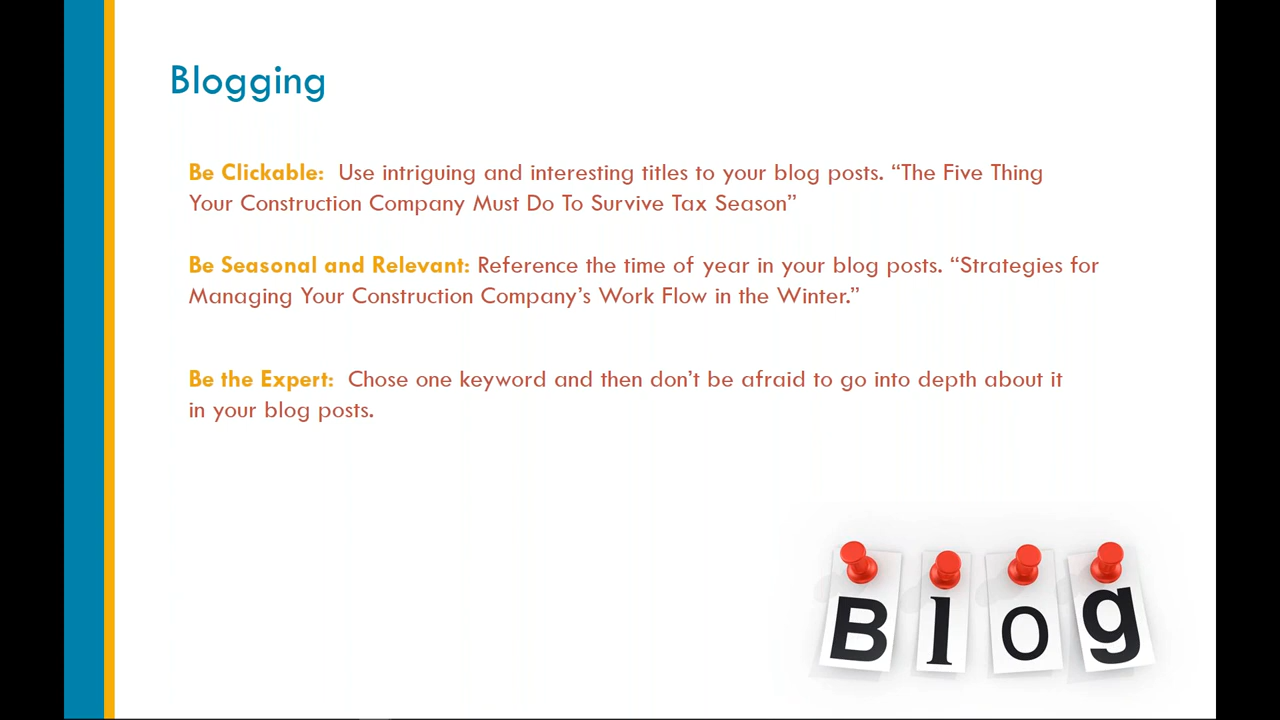 Blogging
Be Clickable: Use intriguing and interesting titles to your blog posts. “The Five Thing
Your Construction Company Must Do To Survive Tax Season”
Be Seasonal and Relevant: Reference the time of year in your blog posts. “Strategies for
Managing Your Construction Company’s Work Flow in the Winter.”
Be the Expert: Chose one keyword and then don’t be afraid to go into depth about it
in your blog posts.
Blog